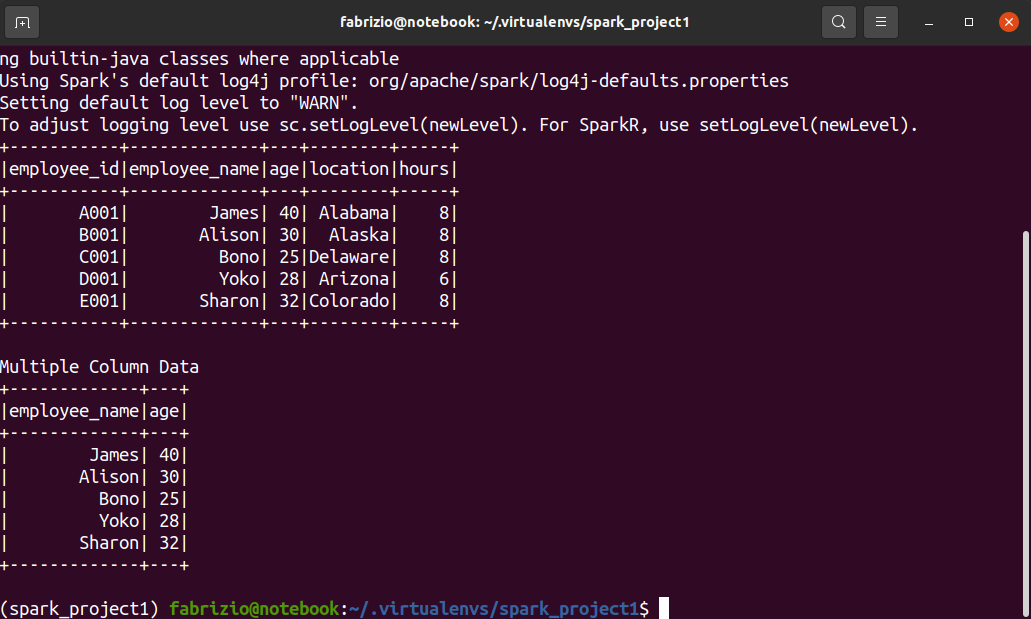 fabrizio@notebook: ~/.virtualenvs/spark_project1
ng builtin-java classes where applicable
Using Spark's default log4j profile: org/apache/spark/log4j-defaults.properties
Setting default log level to "WARN".
To adjust logging level use sc.setLogLevel(newLevel). For SparkR, use setLogLevel(newLevel).
+-----------+-------------+---+--------+-----+
|employee_id|employee_name|age|location|hours|
+-----------+-------------+---+--------+-----+
|       A001|        James| 40| Alabama|    8|
|       B001|       Alison| 30|  Alaska|    8|
|       C001|         Bono| 25|Delaware|    8|
|       D001|         Yoko| 28| Arizona|    6|
|       E001|       Sharon| 32|Colorado|    8|
+-----------+-------------+---+--------+-----+
Multiple Column Data
+-------------+---+
|employee_name|age|
+-------------+---+
|        James| 40|
|       Alison| 30|
|         Bono| 25|
|         Yoko| 28|
|       Sharon| 32|
+-------------+---+
(spark_project1) fabrizio@notebook:~/.virtualenvs/spark_project1$